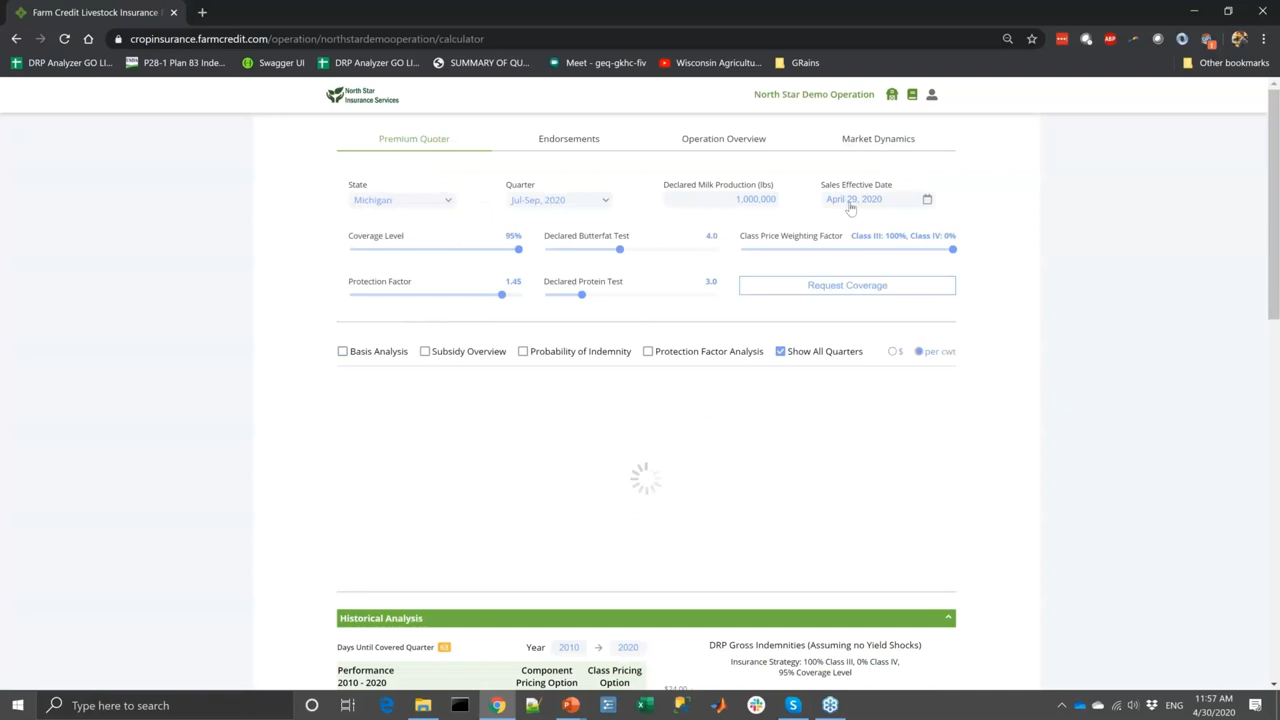 Farm Credit Livestock Insurance
cropinsurance.farmcredit.com/operation/northstardemooperation/calculator
ABP
DRP Analyzer GO LI... P28-1 Plan 83 Inde... Swagger UI DRP Analyzer GO LI... SUMMARY OF QU... Meet - geq-gkhc-fiv Wisconsin Agricultu... GRains Other bookmarks
North Star
Insurance Services
North Star Demo Operation
Premium Quoter Endorsements Operation Overview Market Dynamics
State Quarter Declared Milk Production (lbs) Sales Effective Date
Michigan Jul-Sep, 2020 1,000,000 April 29, 2020
Coverage Level 95% Declared Butterfat Test 4.0 Class Price Weighting Factor Class III: 100%, Class IV: 0%
Protection Factor 1.45 Declared Protein Test 3.0 Request Coverage
Basis Analysis Subsidy Overview Probability of Indemnity Protection Factor Analysis Show All Quarters $ per cwt
Historical Analysis
Days Until Covered Quarter 63 Year 2010 → 2020 DRP Gross Indemnities (Assuming no Yield Shocks)
Insurance Strategy: 100% Class III, 0% Class IV,
95% Coverage Level
Performance Component Class Pricing
2010 - 2020 Pricing Option Option
$24.00
Type here to search
ENG
11:57 AM
4/30/2020